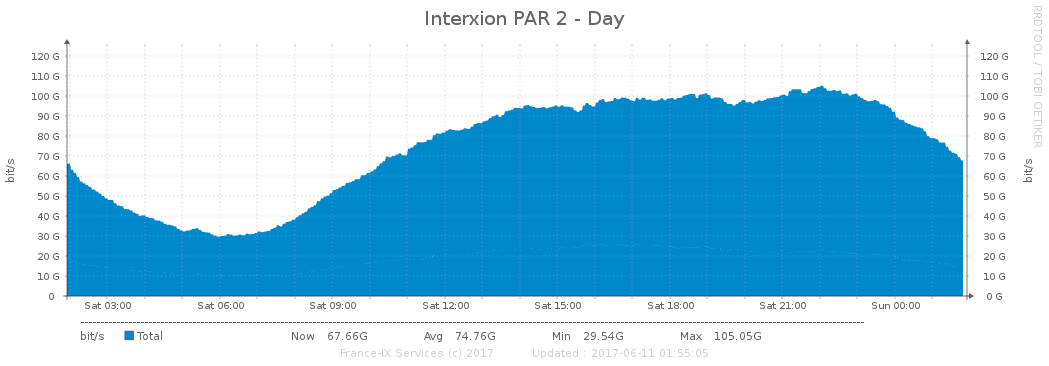 Interxion PAR 2 - Day
RRDTOOL / TOBI OETIKER
bit/s
120 G 120 G
110 G 110 G
100 G 100 G
90 G 90 G
80 G 80 G
70 G 70 G
60 G 60 G
50 G 50 G
40 G 40 G
30 G 30 G
20 G 20 G
10 G 10 G
0 0 G
bit/s
Sat 03:00 Sat 06:00 Sat 09:00 Sat 12:00 Sat 15:00 Sat 18:00 Sat 21:00 Sun 00:00
bit/s Total Now 67.66G Avg 74.76G Min 29.54G Max 105.05G
France-IX Services (c) 2017 Updated : 2017-06-11 01:55:05